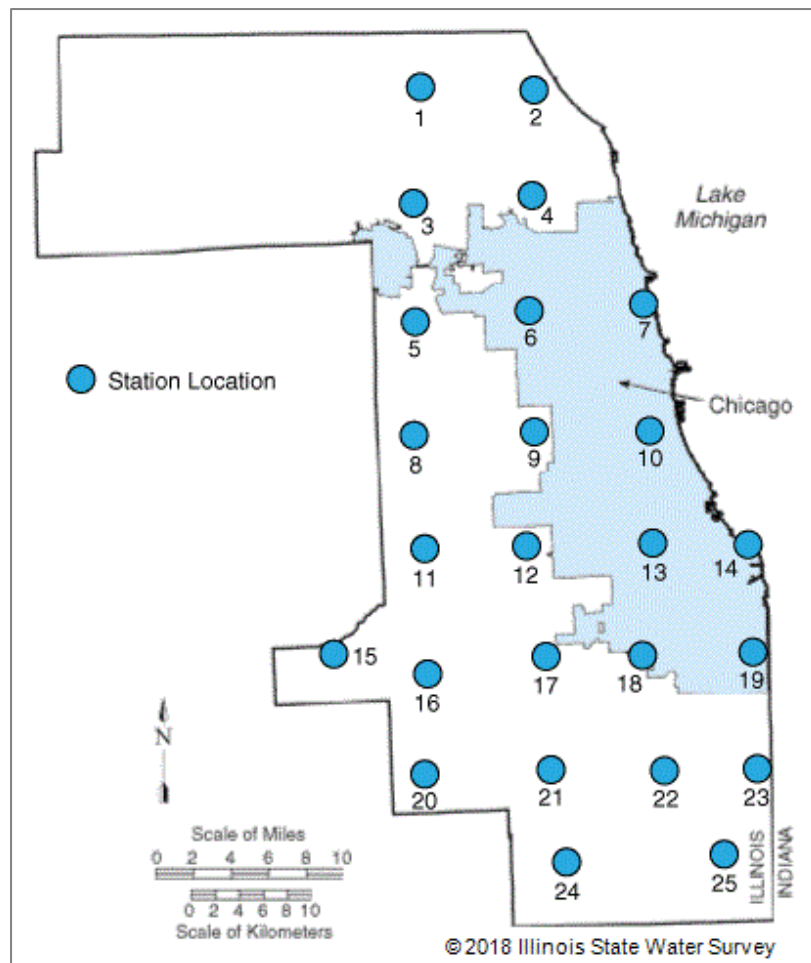 1
2
3
4
Lake
Michigan
5
6
7
Station Location
Chicago
8
9
10
11
12
13
14
15
16
17
18
19
N
20
21
22
23
Scale of Miles
0 2 4 6 8 10
0 2 4 6 8 10
Scale of Kilometers
24
25
ILLINOIS
INDIANA
©2018 Illinois State Water Survey